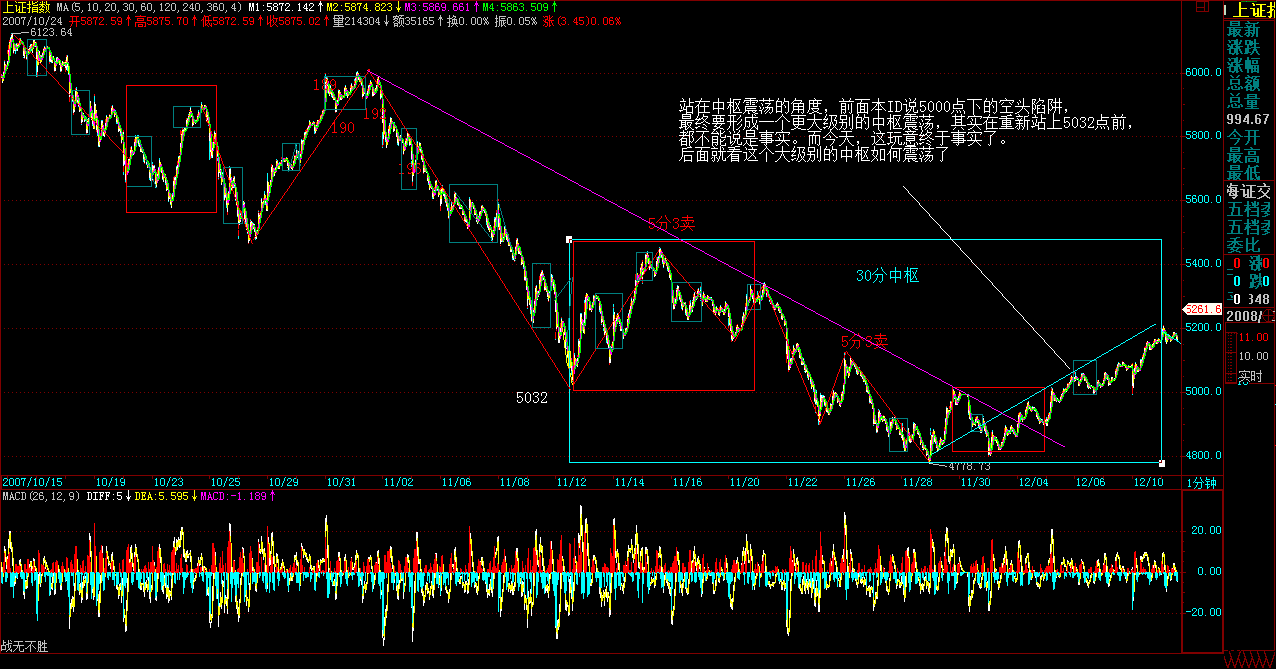 上证指数 MA(5,10,20,30,60,120,240,360,4) M1:5872.142↑M2:5874.823↓M3:5869.861↑M4:5863.509↑
2007/10/24 开5872.59↑高5875.70↑低5872.59↑收5875.02↑量214304↓额35165↑换0.00% 振0.05% 涨(3.45)0.06%
6123.64
190
站在中枢震荡的角度，前面本ID说5000点下的空头陷阱，
最终要形成一个更大级别的中枢震荡，其实在重新站上5032点前，
都不能说是事实。而今天，这玩意终于事实了。
后面就看这个大级别的中枢如何震荡了
5分3卖
30分中枢
5分3卖
5032
4778.73
6000.0
5800.0
5600.0
5400.0
5261.6
5200.0
5000.0
4800.0
2007/10/15 10/19 10/23 10/25 10/29 10/31 11/02 11/06 11/08 11/12 11/14 11/16 11/20 11/22 11/26 11/28 11/30 12/04 12/06 12/10 1分钟
MACD(26,12,9) DIFF:5↓DEA:5.595↓MACD:-1.189↑
20.00
0.00
-20.00
战无不胜
上证指
最新
涨跌
涨幅
总额
总量
994.67
今开
最高
最低
海证交
五档
五档
委比
0 涨0
0 跌0
0 348
2008/
11.00
10.00
实时